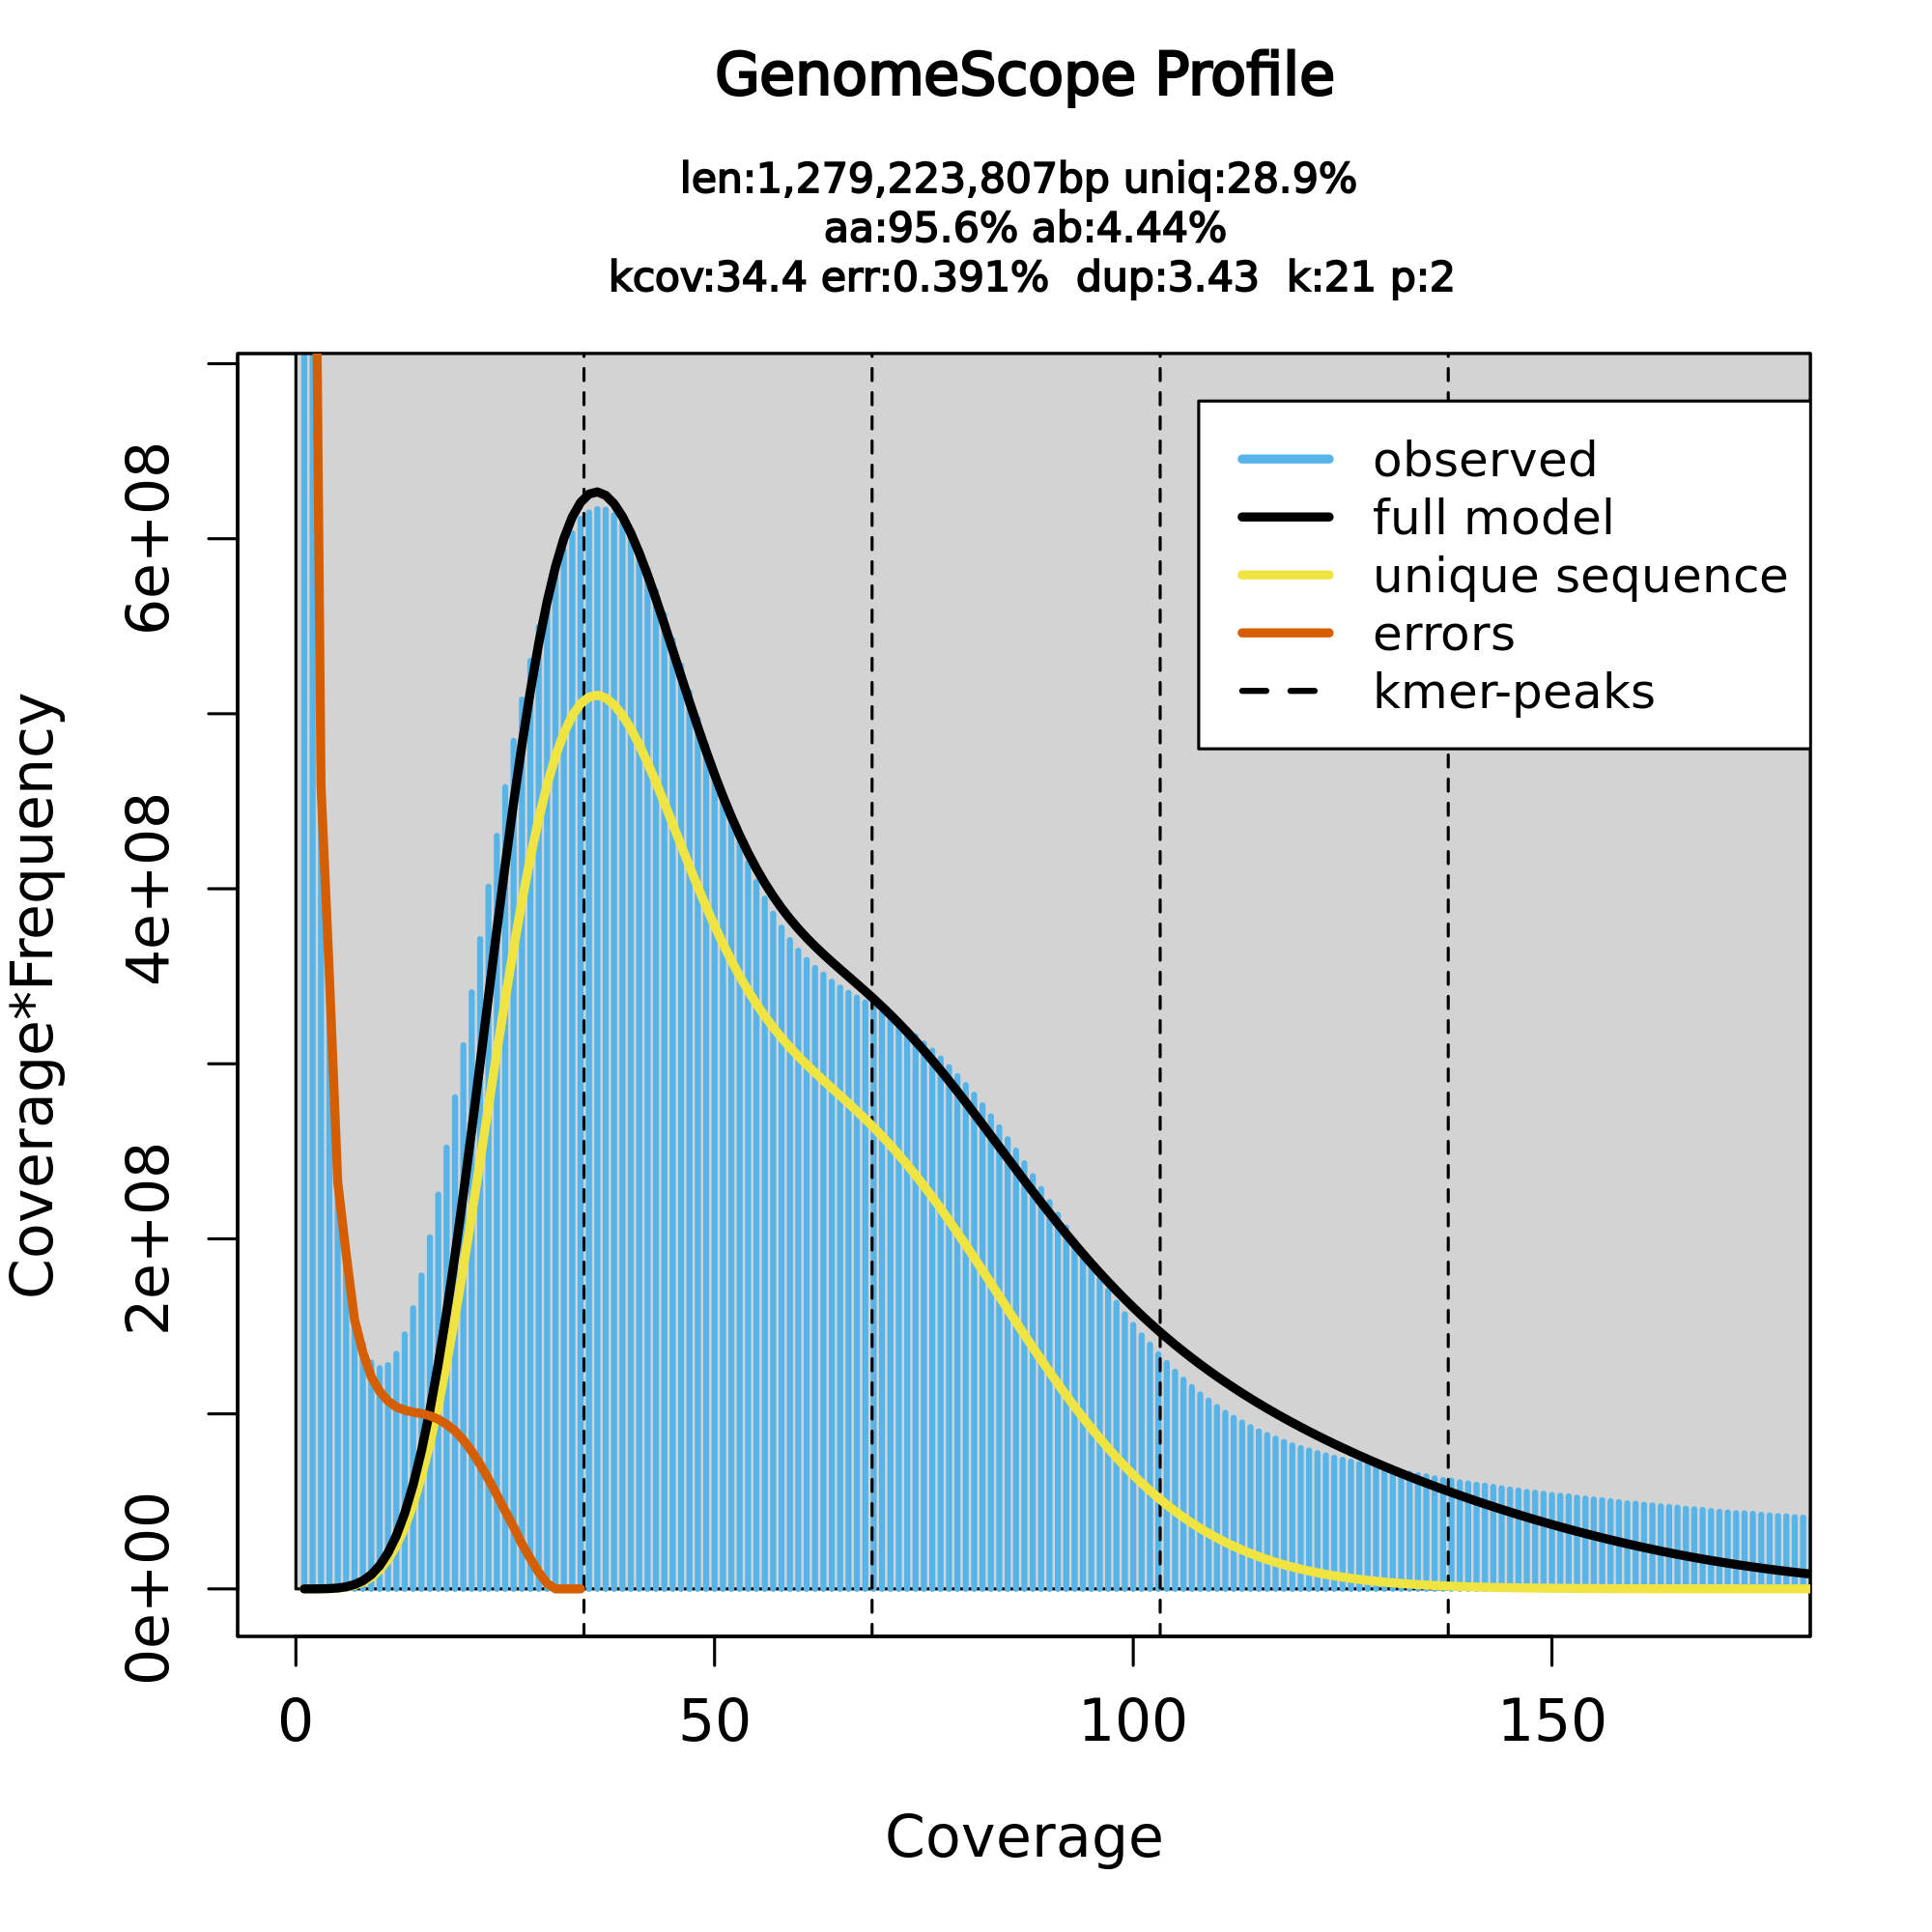 GenomeScope Profile
len:1,279,223,807bp uniq:28.9%
aa:95.6% ab:4.44%
kcov:34.4 err:0.391% dup:3.43 k:21 p:2
observed
full model
unique sequence
errors
kmer-peaks
Coverage*Frequency
6e+08
4e+08
2e+08
0e+00
0 50 100 150
Coverage